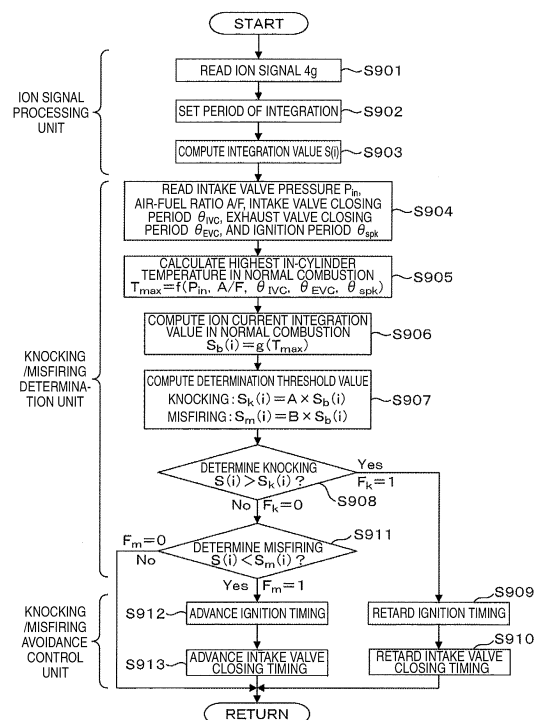 START
ION SIGNAL
PROCESSING
UNIT
READ ION SIGNAL 4g
S901
SET PERIOD OF INTEGRATION
S902
COMPUTE INTEGRATION VALUE S(i)
S903
KNOCKING
/MISFIRING
DETERMINA-
TION UNIT
READ INTAKE VALVE PRESSURE Pin,
AIR-FUEL RATIO A/F, INTAKE VALVE CLOSING
PERIOD θIVC, EXHAUST VALVE CLOSING
PERIOD θEVC, AND IGNITION PERIOD θspk
S904
CALCULATE HIGHEST IN-CYLINDER
TEMPERATURE IN NORMAL COMBUSTION
Tmax=f(Pin, A/F, θIVC, θEVC, θspk)
S905
COMPUTE ION CURRENT INTEGRATION
VALUE IN NORMAL COMBUSTION
Sb(i)=g(Tmax)
S906
COMPUTE DETERMINATION THRESHOLD VALUE
KNOCKING:Sk(i)=A×Sb(i)
MISFIRING:Sm(i)=B×Sb(i)
S907
DETERMINE KNOCKING
S(i)>Sk(i)?
S908
Yes
Fk=1
No Fk=0
DETERMINE MISFIRING
S(i)<Sm(i)?
S911
Fm=0
No
Yes Fm=1
KNOCKING
/MISFIRING
AVOIDANCE
CONTROL
UNIT
S912
ADVANCE IGNITION TIMING
S909
RETARD IGNITION TIMING
S913
ADVANCE INTAKE VALVE
CLOSING TIMING
S910
RETARD INTAKE VALVE
CLOSING TIMING
RETURN